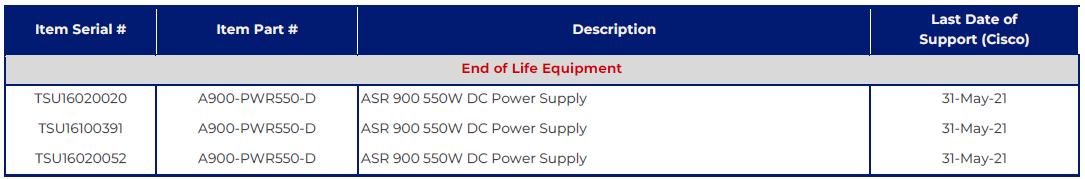 Item Serial # Item Part # Description Last Date of Support (Cisco)
End of Life Equipment
TSU16020020 A900-PWR550-D ASR 900 550W DC Power Supply 31-May-21
TSU16100391 A900-PWR550-D ASR 900 550W DC Power Supply 31-May-21
TSU16020052 A900-PWR550-D ASR 900 550W DC Power Supply 31-May-21